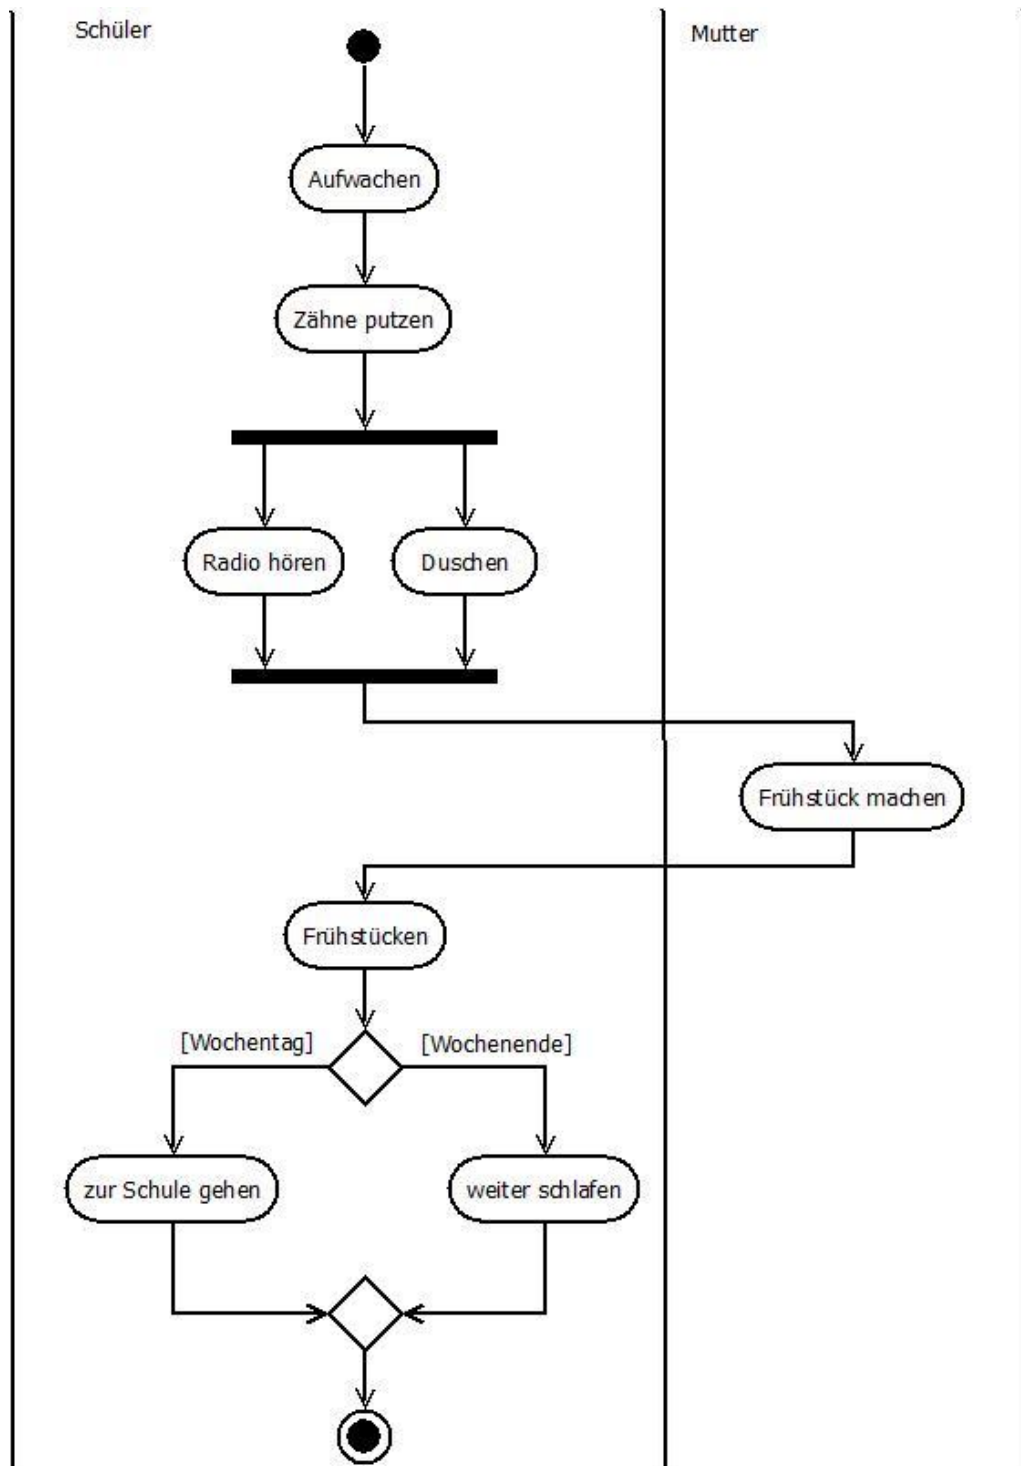 Schüler
Mutter
Aufwachen
Zähne putzen
Radio hören
Duschen
Frühstück machen
Frühstücken
[Wochentag]
[Wochenende]
zur Schule gehen
weiter schlafen